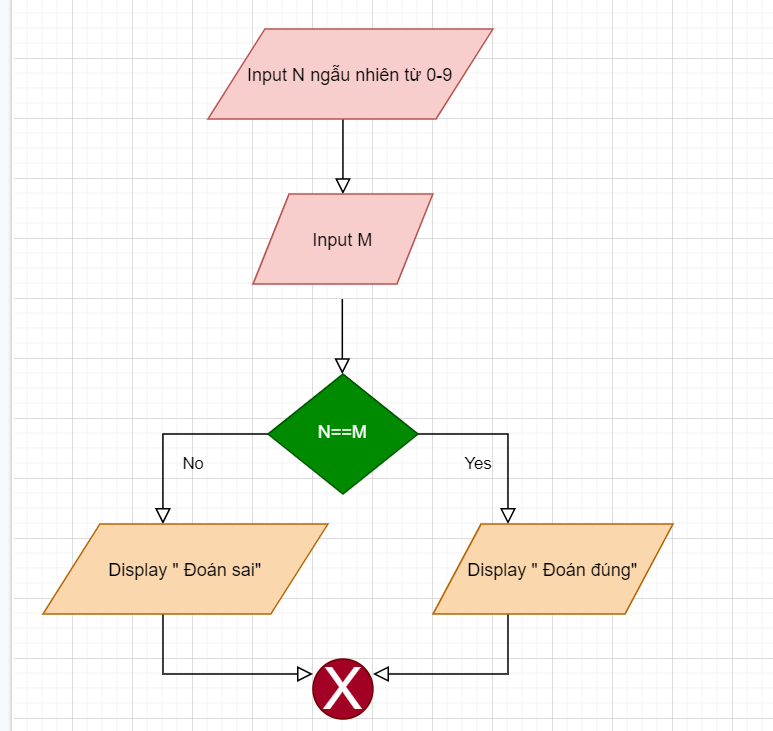 Input N ngẫu nhiên từ 0-9
Input M
N==M
No
Yes
Display " Đoán sai"
Display " Đoán đúng"
X